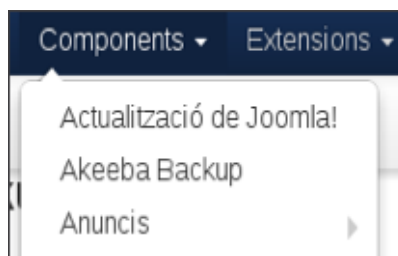 Components Extensions
Actualització de Joomla!
Akeeba Backup
Anuncis